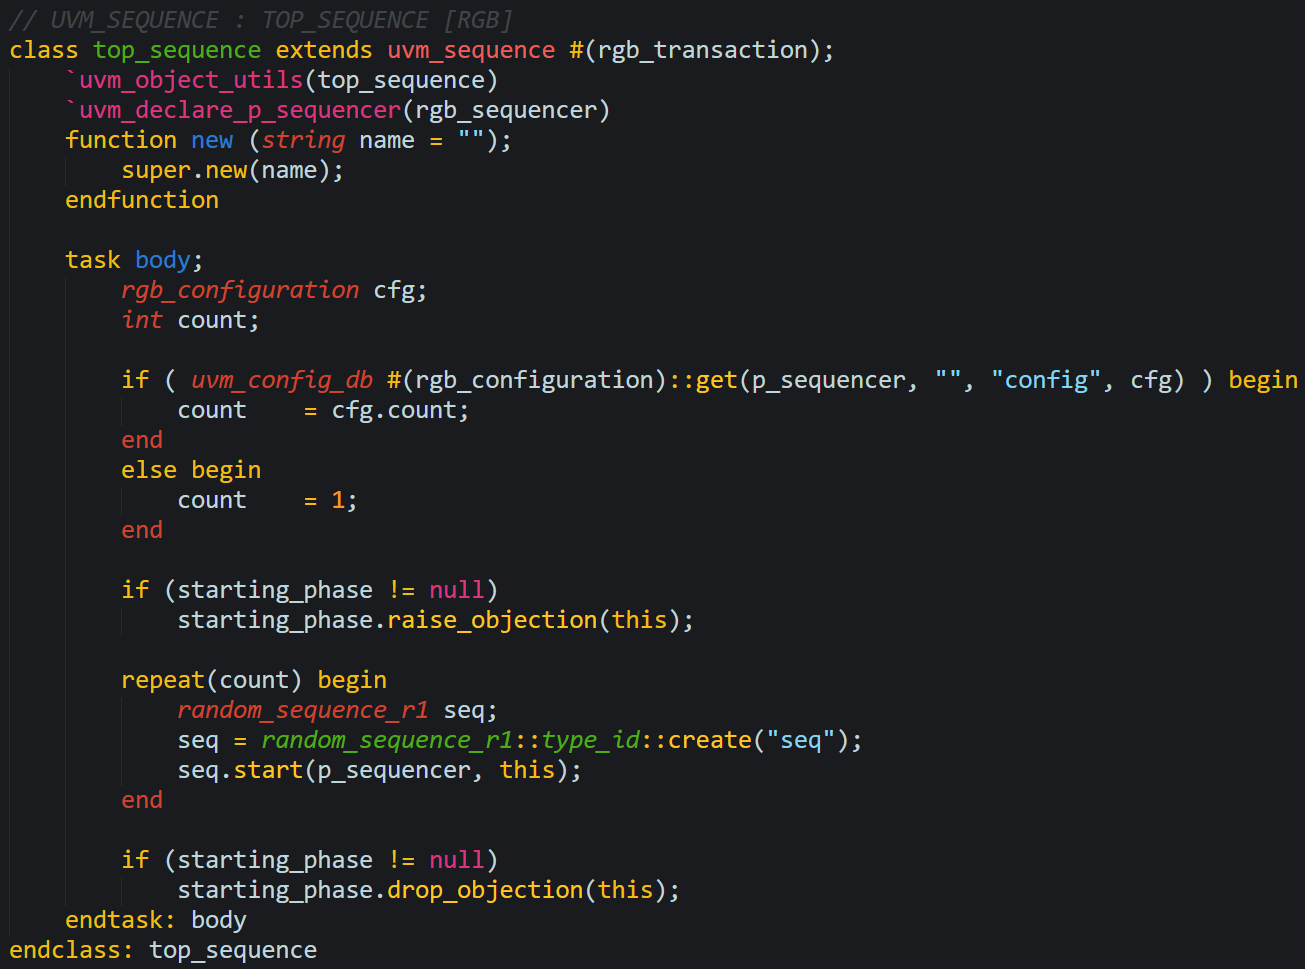 // UVM_SEQUENCE : TOP_SEQUENCE [RGB]
class top_sequence extends uvm_sequence #(rgb_transaction);
    `uvm_object_utils(top_sequence)
    `uvm_declare_p_sequencer(rgb_sequencer)
    function new (string name = "");
        super.new(name);
    endfunction

    task body;
        rgb_configuration cfg;
        int count;

        if ( uvm_config_db #(rgb_configuration)::get(p_sequencer, "", "config", cfg) ) begin
            count    = cfg.count;
        end
        else begin
            count    = 1;
        end

        if (starting_phase != null)
            starting_phase.raise_objection(this);

        repeat(count) begin
            random_sequence_r1 seq;
            seq = random_sequence_r1::type_id::create("seq");
            seq.start(p_sequencer, this);
        end

        if (starting_phase != null)
            starting_phase.drop_objection(this);
    endtask: body
endclass: top_sequence